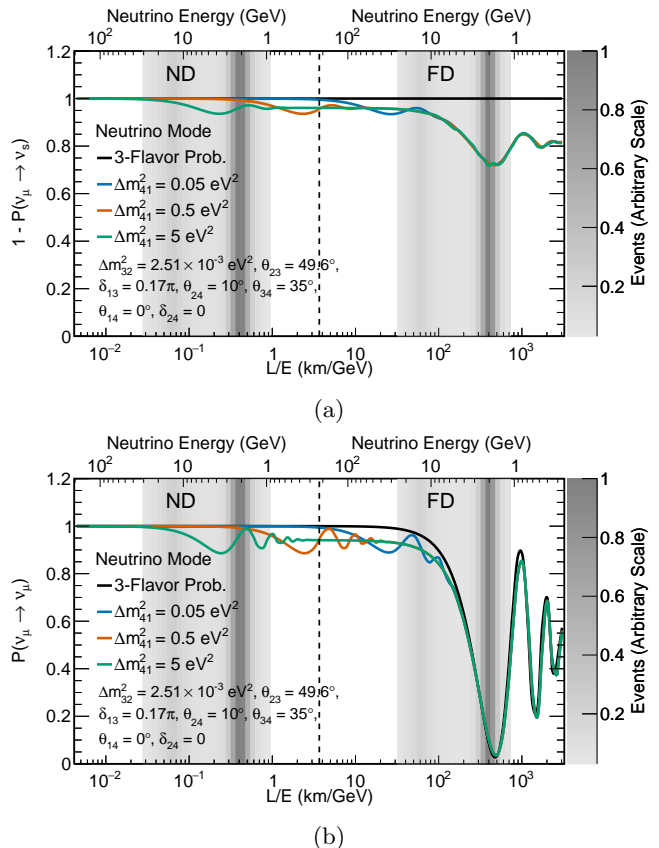 Neutrino Energy (GeV) Neutrino Energy (GeV)
10² 10 1 10² 10 1
1.2
1
0.8
0.6
0.4
0.2
0
1 - P(νμ → νs)
ND FD
Neutrino Mode
3-Flavor Prob.
Δm²₄₁ = 0.05 eV²
Δm²₄₁ = 0.5 eV²
Δm²₄₁ = 5 eV²
Δm²₃₂ = 2.51 × 10⁻³ eV², θ₂₃ = 49.6°,
δ₁₃ = 0.17π, θ₂₄ = 10°, θ₃₄ = 35°,
θ₁₄ = 0°, δ₂₄ = 0
10⁻² 10⁻¹ 1 10 10² 10³
L/E (km/GeV)
1
0.8
0.6
0.4
0.2
Events (Arbitrary Scale)
(a)
Neutrino Energy (GeV) Neutrino Energy (GeV)
10² 10 1 10² 10 1
1.2
1
0.8
0.6
0.4
0.2
0
P(νμ → νμ)
ND FD
Neutrino Mode
3-Flavor Prob.
Δm²₄₁ = 0.05 eV²
Δm²₄₁ = 0.5 eV²
Δm²₄₁ = 5 eV²
Δm²₃₂ = 2.51 × 10⁻³ eV², θ₂₃ = 49.6°,
δ₁₃ = 0.17π, θ₂₄ = 10°, θ₃₄ = 35°,
θ₁₄ = 0°, δ₂₄ = 0
10⁻² 10⁻¹ 1 10 10² 10³
L/E (km/GeV)
1
0.8
0.6
0.4
0.2
Events (Arbitrary Scale)
(b)